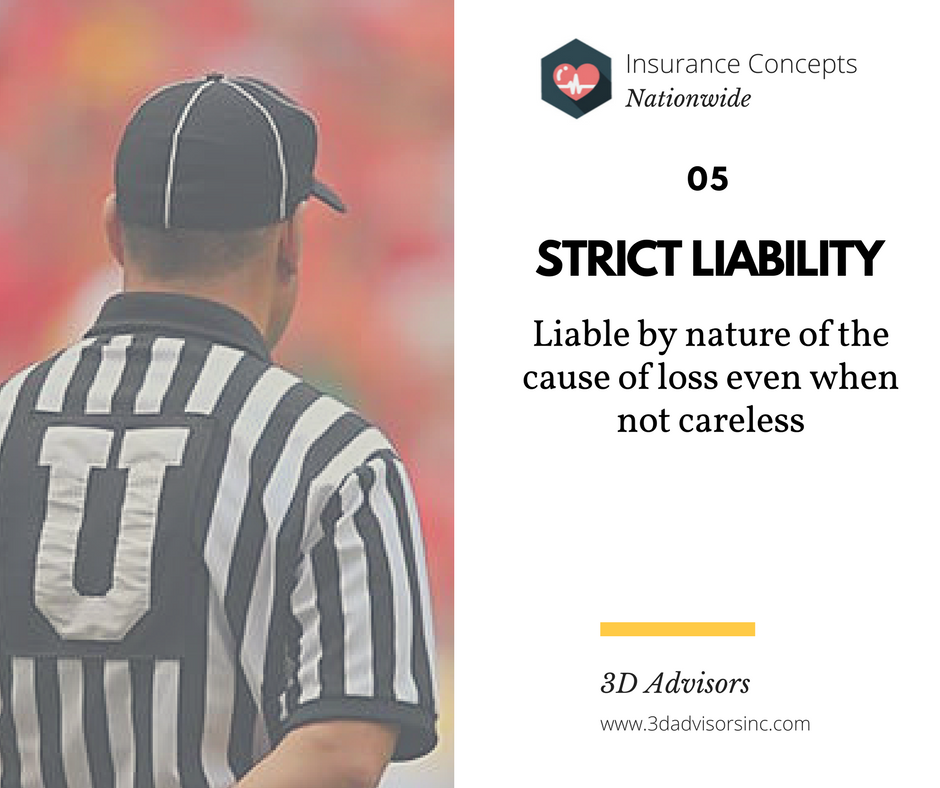 Insurance Concepts
Nationwide
05
STRICT LIABILITY
Liable by nature of the
cause of loss even when
not careless
U
3D Advisors
www.3dadvisorsinc.com